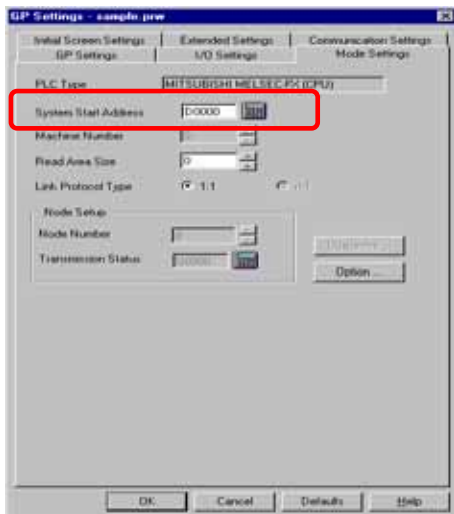 GP Settings - sample.prw
Initial Screen Settings Extended Settings Communication Settings
GP Settings I/O Settings Mode Settings
PLC Type MITSUBISHI MELSEC-FX (CPU)
System Start Address D0000
Machine Number
Read Area Size 0
Link Protocol Type 1:1
Node Setup
Node Number
Transmission Status
Option ...
OK Cancel Defaults Help